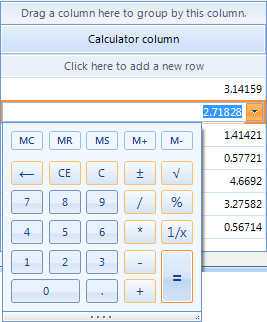 Drag a column here to group by this column.
Calculator column
Click here to add a new row
3.14159
2.71828
1.41421
0.57721
4.6692
3.27582
0.56714
MC MR MS M+ M-
← CE C ± √
7 8 9 / %
4 5 6 * 1/x
1 2 3 - =
0 . +